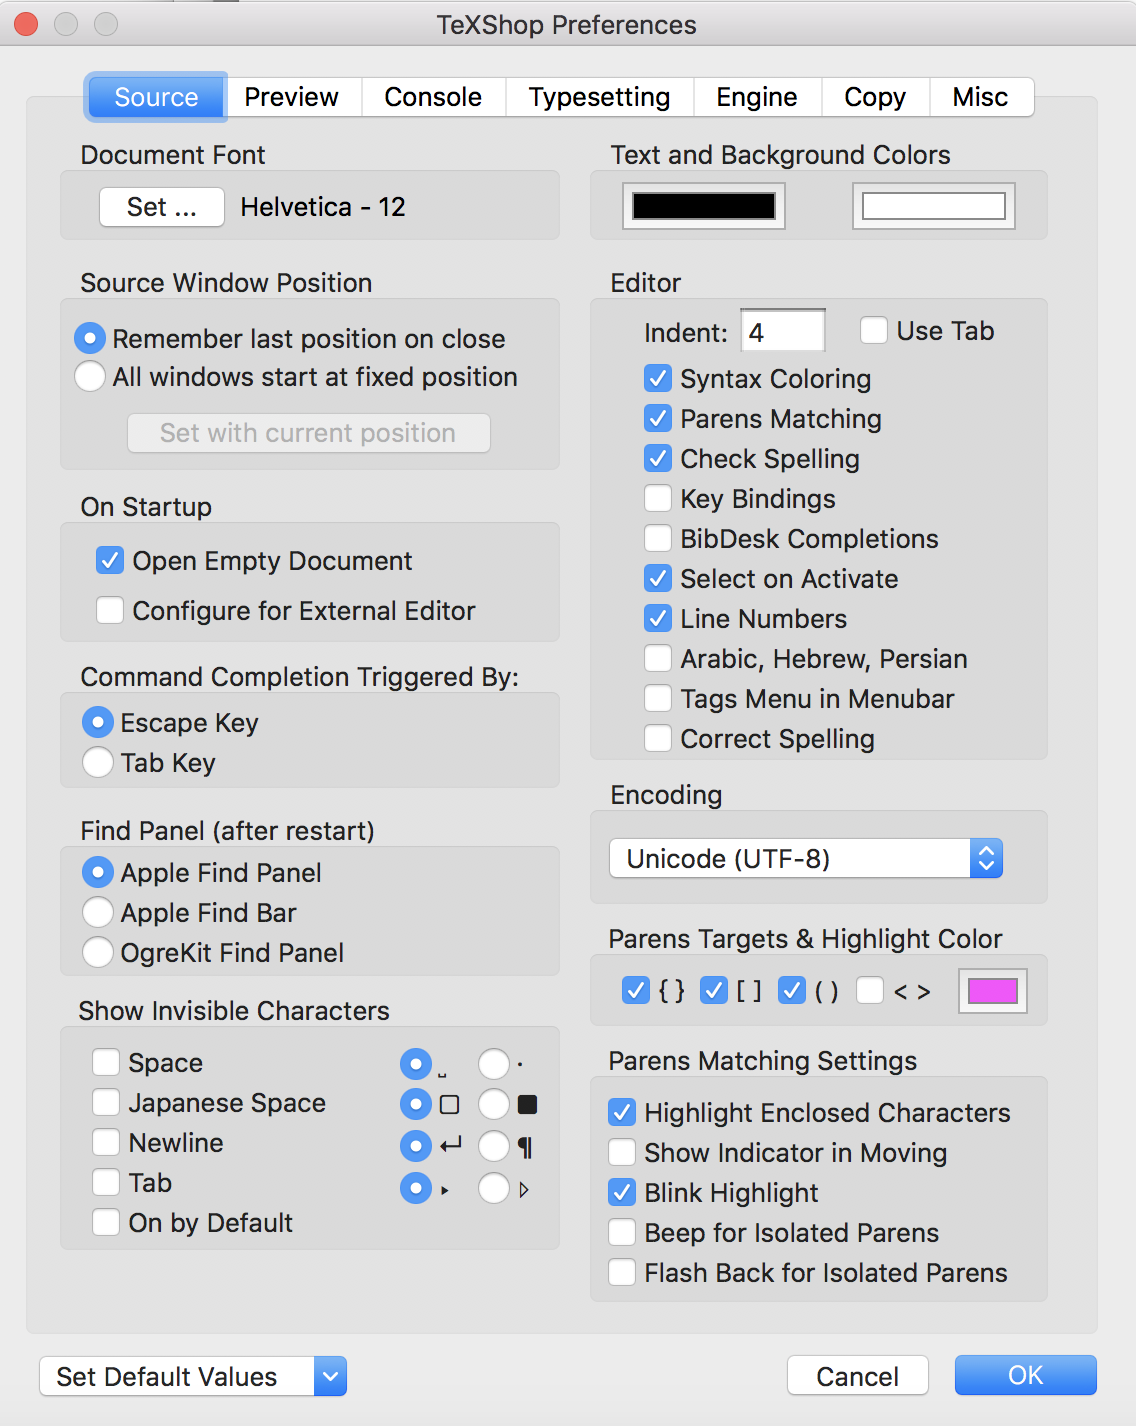 TeXShop Preferences
Source Preview Console Typesetting Engine Copy Misc
Document Font
Set ... Helvetica - 12
Source Window Position
Remember last position on close
All windows start at fixed position
Set with current position
On Startup
Open Empty Document
Configure for External Editor
Command Completion Triggered By:
Escape Key
Tab Key
Find Panel (after restart)
Apple Find Panel
Apple Find Bar
OgreKit Find Panel
Show Invisible Characters
Space ␣ ·
Japanese Space □ ■
Newline ↵ ¶
Tab ▸ ▹
On by Default
Text and Background Colors
Editor
Indent: 4 Use Tab
Syntax Coloring
Parens Matching
Check Spelling
Key Bindings
BibDesk Completions
Select on Activate
Line Numbers
Arabic, Hebrew, Persian
Tags Menu in Menubar
Correct Spelling
Encoding
Unicode (UTF-8)
Parens Targets & Highlight Color
{ } [ ] ( ) < >
Parens Matching Settings
Highlight Enclosed Characters
Show Indicator in Moving
Blink Highlight
Beep for Isolated Parens
Flash Back for Isolated Parens
Set Default Values Cancel OK